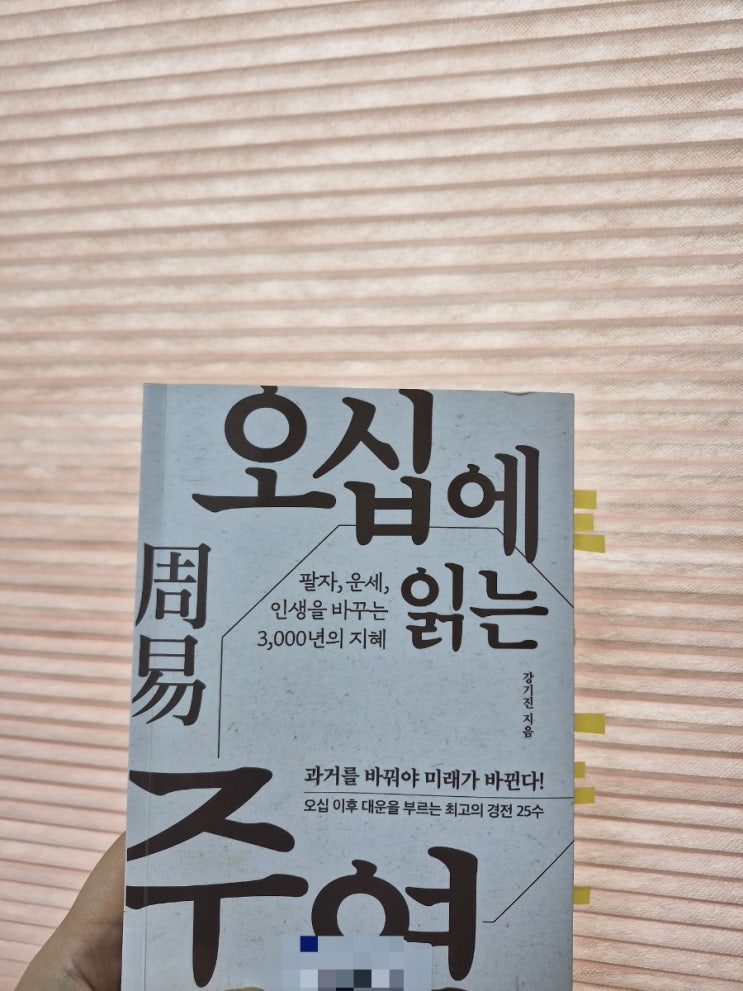 오십에
읽는
周易
팔자, 운세,
인생을 바꾸는
3,000년의 지혜
강기진 지음
과거를 바꿔야 미래가 바뀐다!
오십 이후 대운을 부르는 최고의 경전 25수
주역